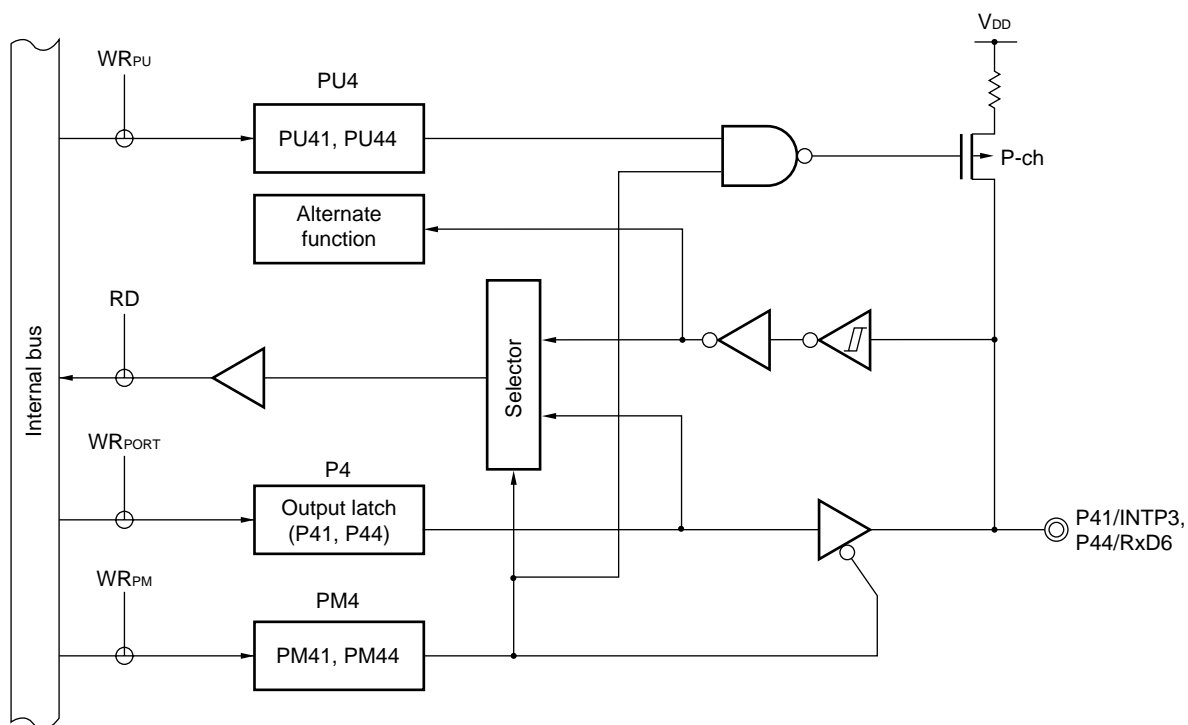 VDD
WRPU
PU4
PU41, PU44
P-ch
Alternate
function
RD
Selector
Internal bus
WRPORT
P4
Output latch
(P41, P44)
P41/INTP3,
P44/RxD6
WRPM
PM4
PM41, PM44